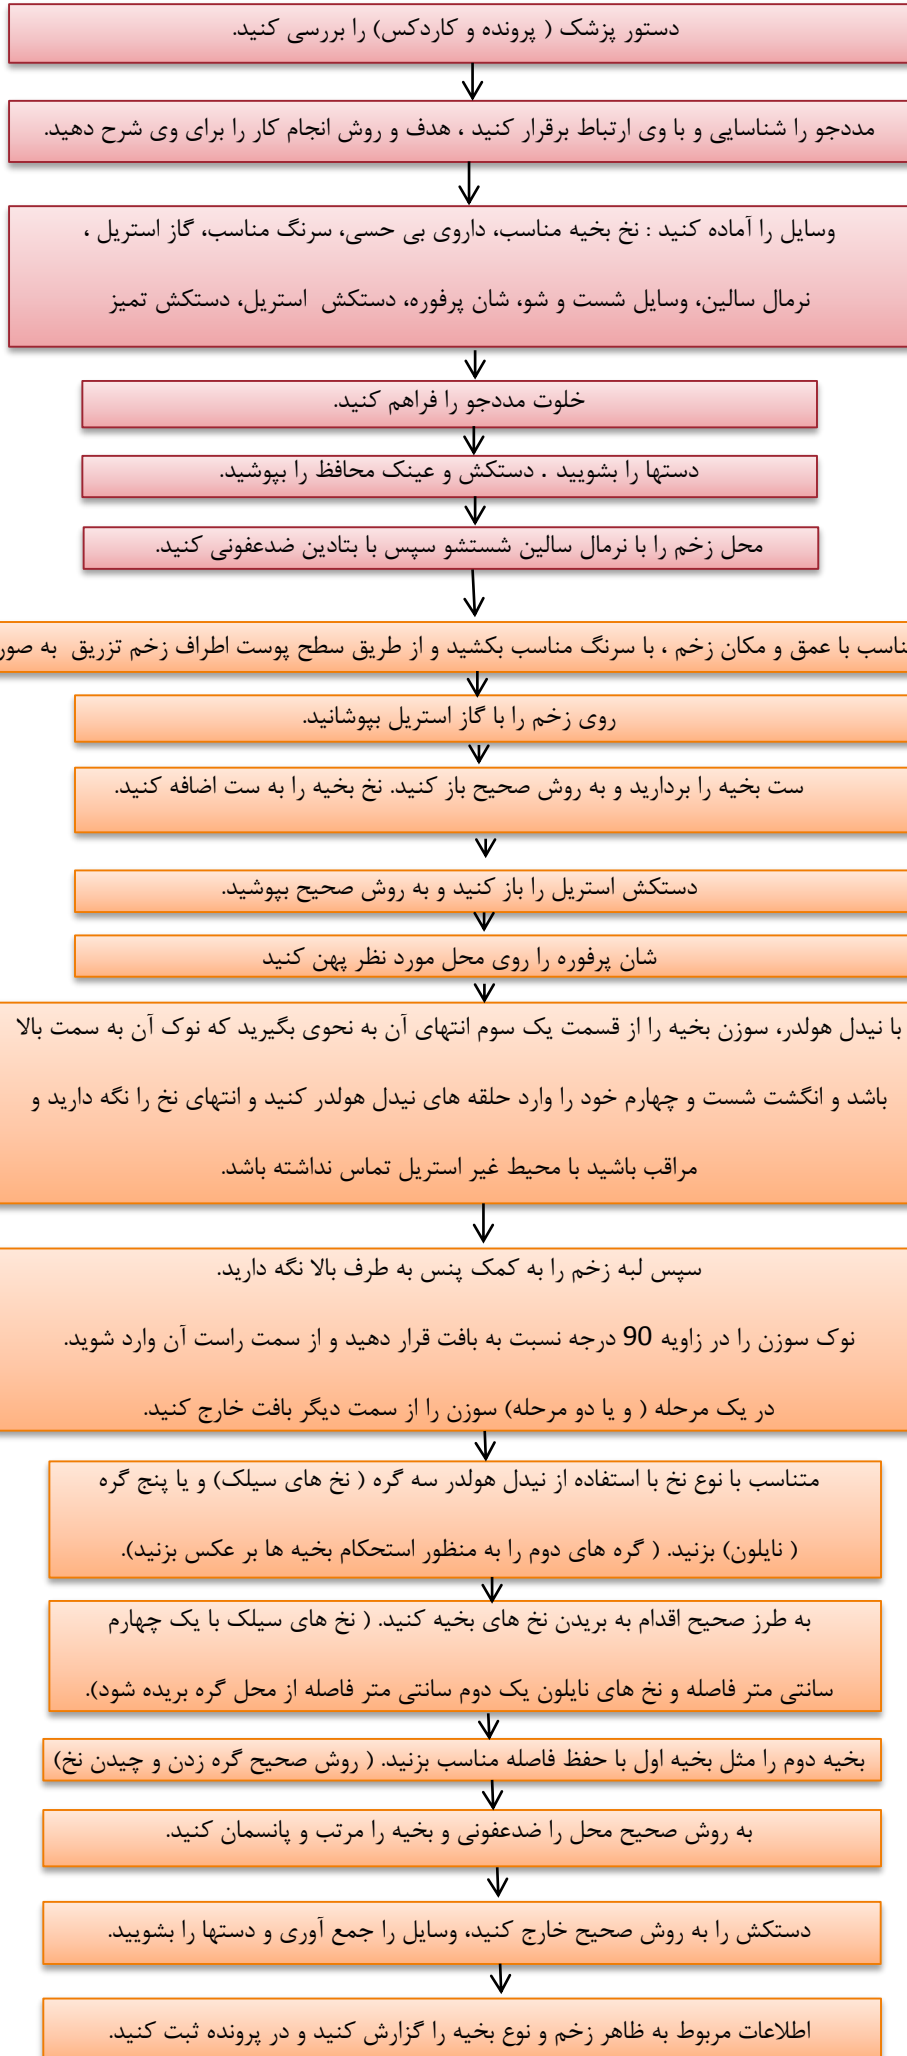 دستور پزشک ( پرونده و کاردکس) را بررسی کنید.
مددجو را شناسایی و با وی ارتباط برقرار کنید ، هدف و روش انجام کار را برای وی شرح دهید.
وسایل را آماده کنید : نخ بخیه مناسب، داروی بی حسی، سرنگ مناسب، گاز استریل ،
نرمال سالین، وسایل شست و شو، شان پرفوره، دستکش استریل، دستکش تمیز
خلوت مددجو را فراهم کنید.
دستها را بشویید . دستکش و عینک محافظ را بپوشید.
محل زخم را با نرمال سالین شستشو سپس با بتادین ضدعفونی کنید.
با عمق و مکان زخم ، با سرنگ مناسب بکشید و از طریق سطح پوست اطراف زخم تزریق به
روی زخم را با گاز استریل بپوشانید.
ست بخیه را بردارید و به روش صحیح باز کنید. نخ بخیه را به ست اضافه کنید.
دستکش استریل را باز کنید و به روش صحیح بپوشید.
شان پرفوره را روی محل مورد نظر پهن کنید
با نیدل هولدر، سوزن بخیه را از قسمت یک سوم انتهای آن به نحوی بگیرید که نوک آن به سمت بالا
باشد و انگشت شست و چهارم خود را وارد حلقه های نیدل هولدر کنید و انتهای نخ را نگه دارید و
مراقب باشید با محیط غیر استریل تماس نداشته باشد.
سپس لبه زخم را به کمک پنس به طرف بالا نگه دارید.
نوک سوزن را در زاویه 90 درجه نسبت به بافت قرار دهید و از سمت راست آن وارد شوید.
در یک مرحله ( و یا دو مرحله) سوزن را از سمت دیگر بافت خارج کنید.
متناسب با نوع نخ با استفاده از نیدل هولدر سه گره ( نخ های سیلک) و یا پنج گره
( نایلون) بزنید. ( گره های دوم را به منظور استحکام بخیه ها بر عکس بزنید).
به طرز صحیح اقدام به بریدن نخ های بخیه کنید. ( نخ های سیلک با یک چهارم
سانتی متر فاصله و نخ های نایلون یک دوم سانتی متر فاصله از محل گره بریده شود).
بخیه دوم را مثل بخیه اول با حفظ فاصله مناسب بزنید. ( روش صحیح گره زدن و چیدن نخ)
به روش صحیح محل را ضدعفونی و بخیه را مرتب و پانسمان کنید.
دستکش را به روش صحیح خارج کنید، وسایل را جمع آوری و دستها را بشویید.
اطلاعات مربوط به ظاهر زخم و نوع بخیه را گزارش کنید و در پرونده ثبت کنید.